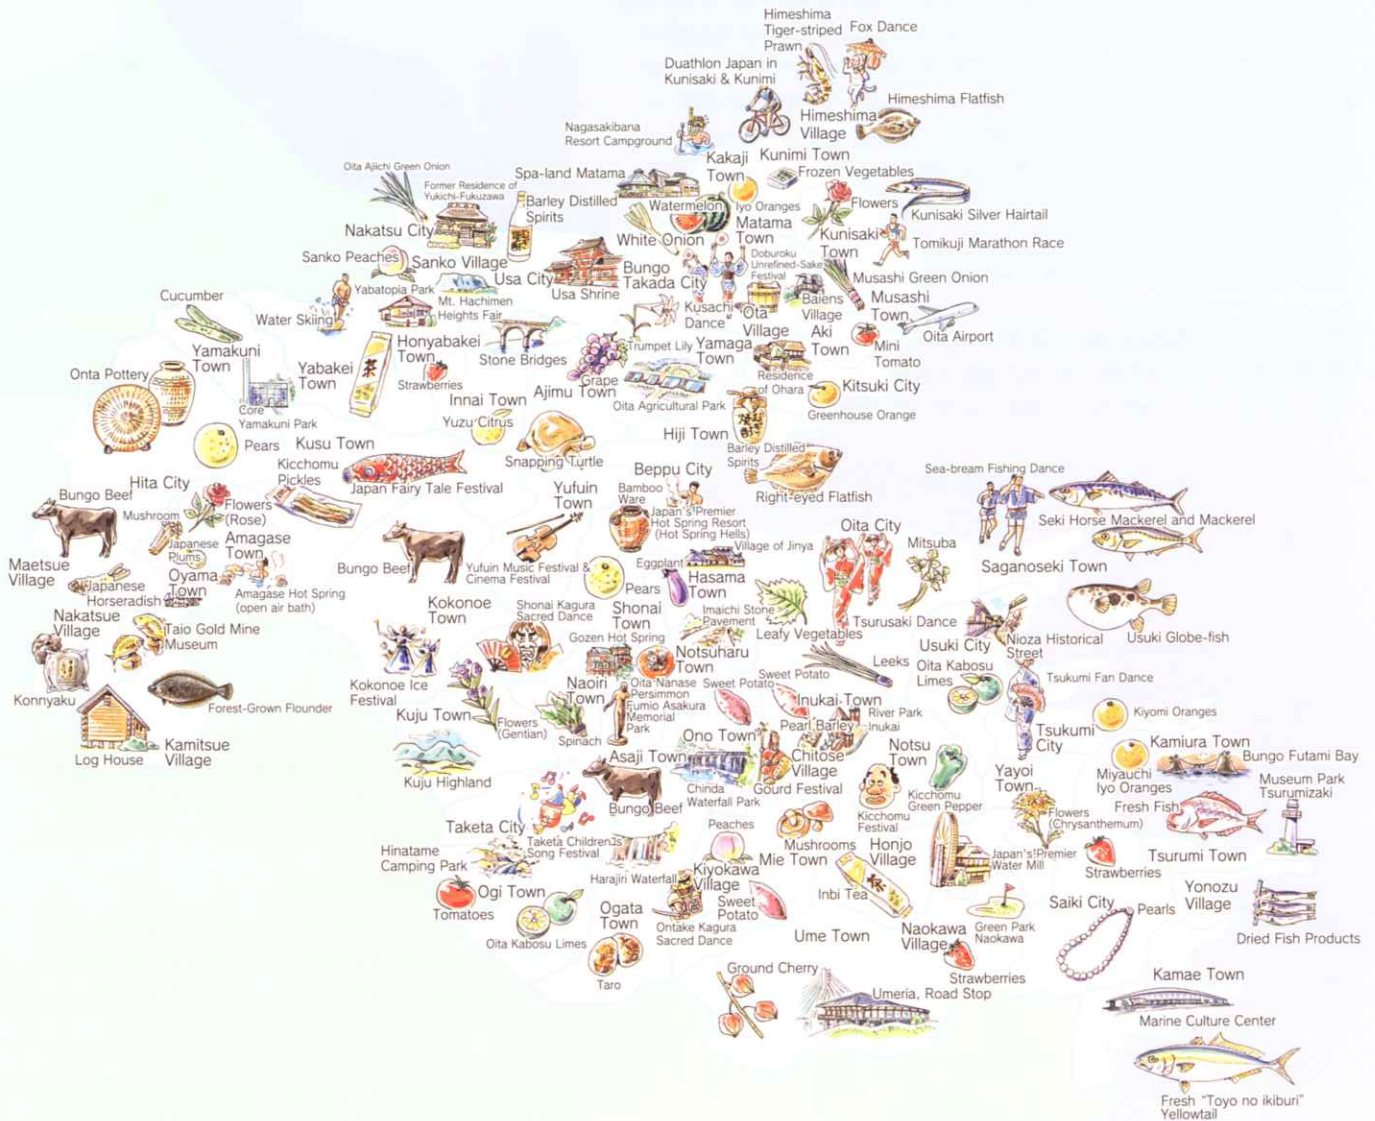 Himeshima
Tiger-striped
Prawn
Fox Dance
Duathlon Japan in
Kunisaki & Kunimi
Himeshima Flatfish
Himeshima
Village
Nagasakibana
Resort Campground
Kakaji
Town
Kunimi Town
Oita Ajiichi Green Onion
Spa-land Matama
Frozen Vegetables
Former Residence of
Yukichi-Fukuzawa
Barley Distilled
Spirits
Watermelon
Iyo Oranges
Flowers
Kunisaki Silver Hairtail
Nakatsu City
White Onion
Matama
Town
Kunisaki
Town
Tomikuji Marathon Race
Sanko Peaches
Sanko Village
Usa City
Usa Shrine
Bungo
Takada City
Doburoku
Unrefined-Sake
Festival
Musashi Green Onion
Yabatopia Park
Mt. Hachimen
Heights Fair
Baiens
Village
Musashi
Town
Cucumber
Water Skiing
Kusachi
Dance
Ota
Village
Oita Airport
Yamakuni
Town
Honyabakei
Town
Stone Bridges
Trumpet Lily
Yamaga
Town
Aki
Town
Mini
Tomato
Onta Pottery
Yabakei
Town
茶
Strawberries
Ajimu Town
Grape
Residence
of Ohara
Kitsuki City
Core
Yamakuni Park
Innai Town
Oita Agricultural Park
Greenhouse Orange
Yuzu Citrus
Hiji Town
Pears
Kusu Town
Snapping Turtle
Barley Distilled
Spirits
Kicchomu
Pickles
Japan Fairy Tale Festival
Beppu City
Right-eyed Flatfish
Sea-bream Fishing Dance
Hita City
Bungo Beef
Flowers
(Rose)
Yufuin
Town
Bamboo
Ware
Japan's!Premier
Hot Spring Resort
(Hot Spring Hells)
Seki Horse Mackerel and Mackerel
Mushroom
Japanese
Plums
Amagase
Town
Oita City
Mitsuba
Village of Jinya
Maetsue
Village
Bungo Beef
Yufuin Music Festival &
Cinema Festival
Eggplant
Hasama
Town
Saganoseki Town
Japanese
Horseradish
Oyama
Town
Amagase Hot Spring
(open air bath)
Pears
Kokonoe
Town
Shonai Kagura
Sacred Dance
Shonai
Town
Imaichi Stone
Pavement
Leafy Vegetables
Tsurusaki Dance
Nakatsue
Village
Taio Gold Mine
Museum
Gozen Hot Spring
Notsuharu
Town
Usuki City
Nioza Historical
Street
Usuki Globe-fish
Leeks
Oita Kabosu
Limes
Konnyaku
Kokonoe Ice
Festival
Naoiri
Town
Oita Nanase
Persimmon
Sweet Potato
Sweet Potato
Tsukumi Fan Dance
Forest-Grown Flounder
Kuju Town
Flowers
(Gentian)
Spinach
Fumio Asakura
Memorial
Park
Inukai Town
River Park
Inukai
Kiyomi Oranges
Pearl Barley
Log House
Kamitsue
Village
Ono Town
Notsu
Town
Tsukumi
City
Kamiura Town
Kuju Highland
Asaji Town
Chitose
Village
Bungo Futami Bay
Yayoi
Town
Miyauchi
Iyo Oranges
Museum Park
Tsurumizaki
Bungo Beef
Chinda
Waterfall Park
Gourd Festival
Kicchomu
Green Pepper
Fresh Fish
Taketa City
Peaches
Kicchomu
Festival
Flowers
(Chrysanthemum)
Taketa Children's
Song Festival
Mushrooms
Mie Town
Honjo
Village
Japan's!Premier
Water Mill
Tsurumi Town
Hinatame
Camping Park
Harajiri Waterfall
Kiyokawa
Village
Strawberries
Ogi Town
Inbi Tea
茶
Yonozu
Village
Tomatoes
Ogata
Town
Sweet
Potato
Saiki City
Pearls
Oita Kabosu Limes
Ontake Kagura
Sacred Dance
Ume Town
Naokawa
Village
Green Park
Naokawa
Dried Fish Products
Taro
Ground Cherry
Strawberries
Umeria, Road Stop
Kamae Town
Marine Culture Center
Fresh "Toyo no ikiburi"
Yellowtail